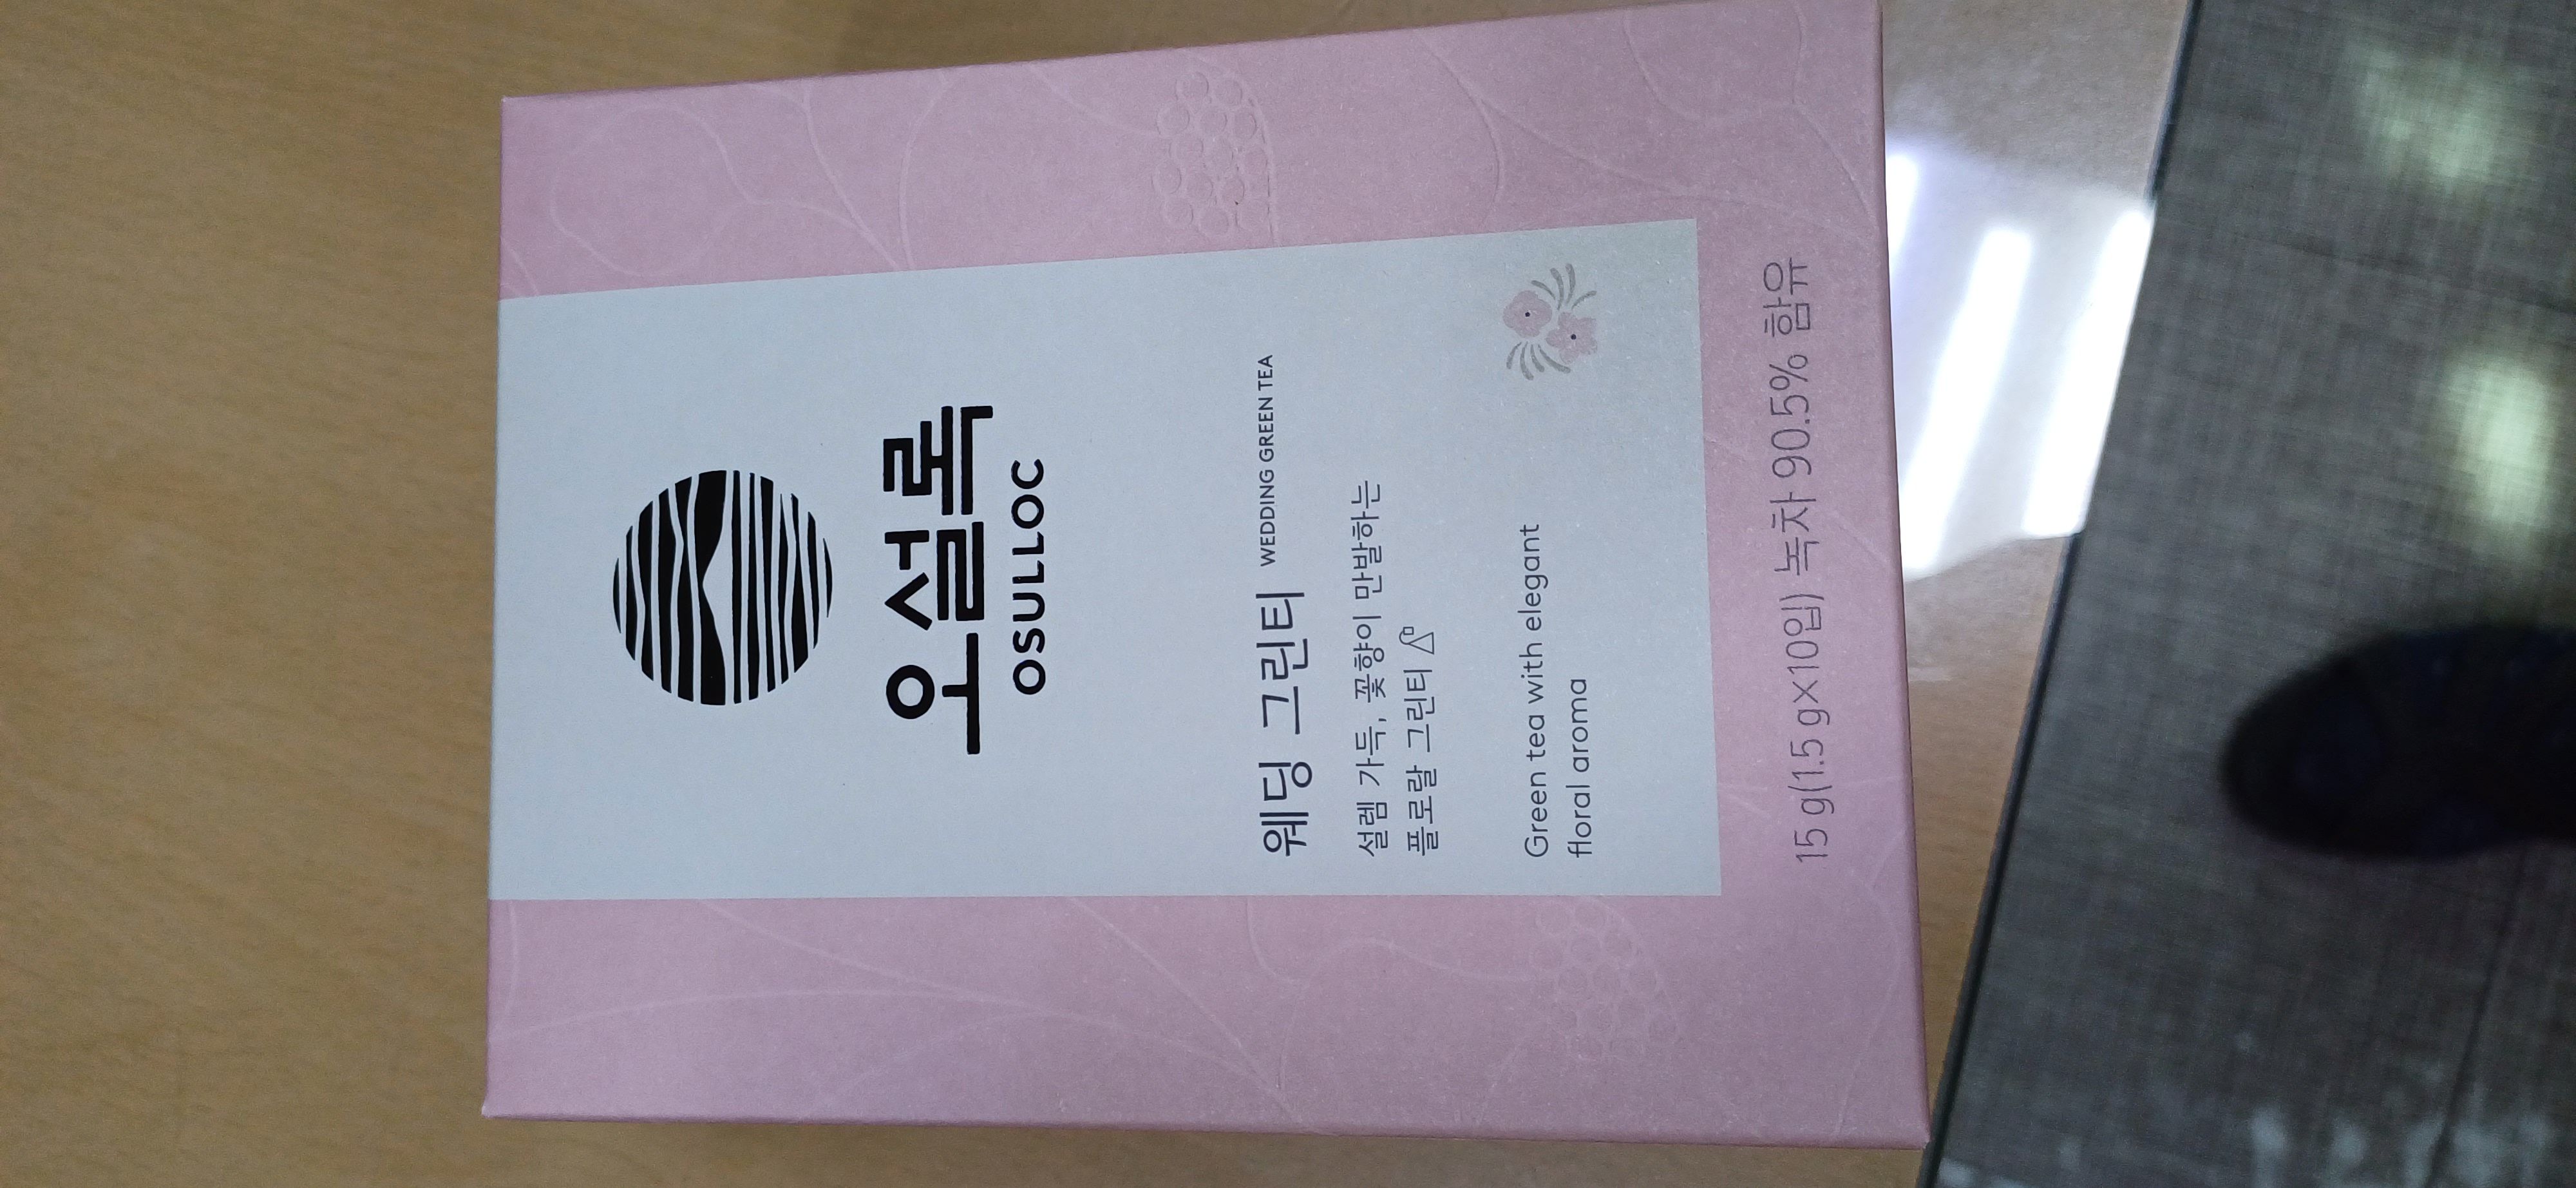 오설록
OSULLOC
웨딩 그린티 WEDDING GREEN TEA
설렘 가득, 꽃향이 만발하는
플로랄 그린티
Green tea with elegant
floral aroma
15 g(1.5 g×10입) 녹차 90.5% 함유